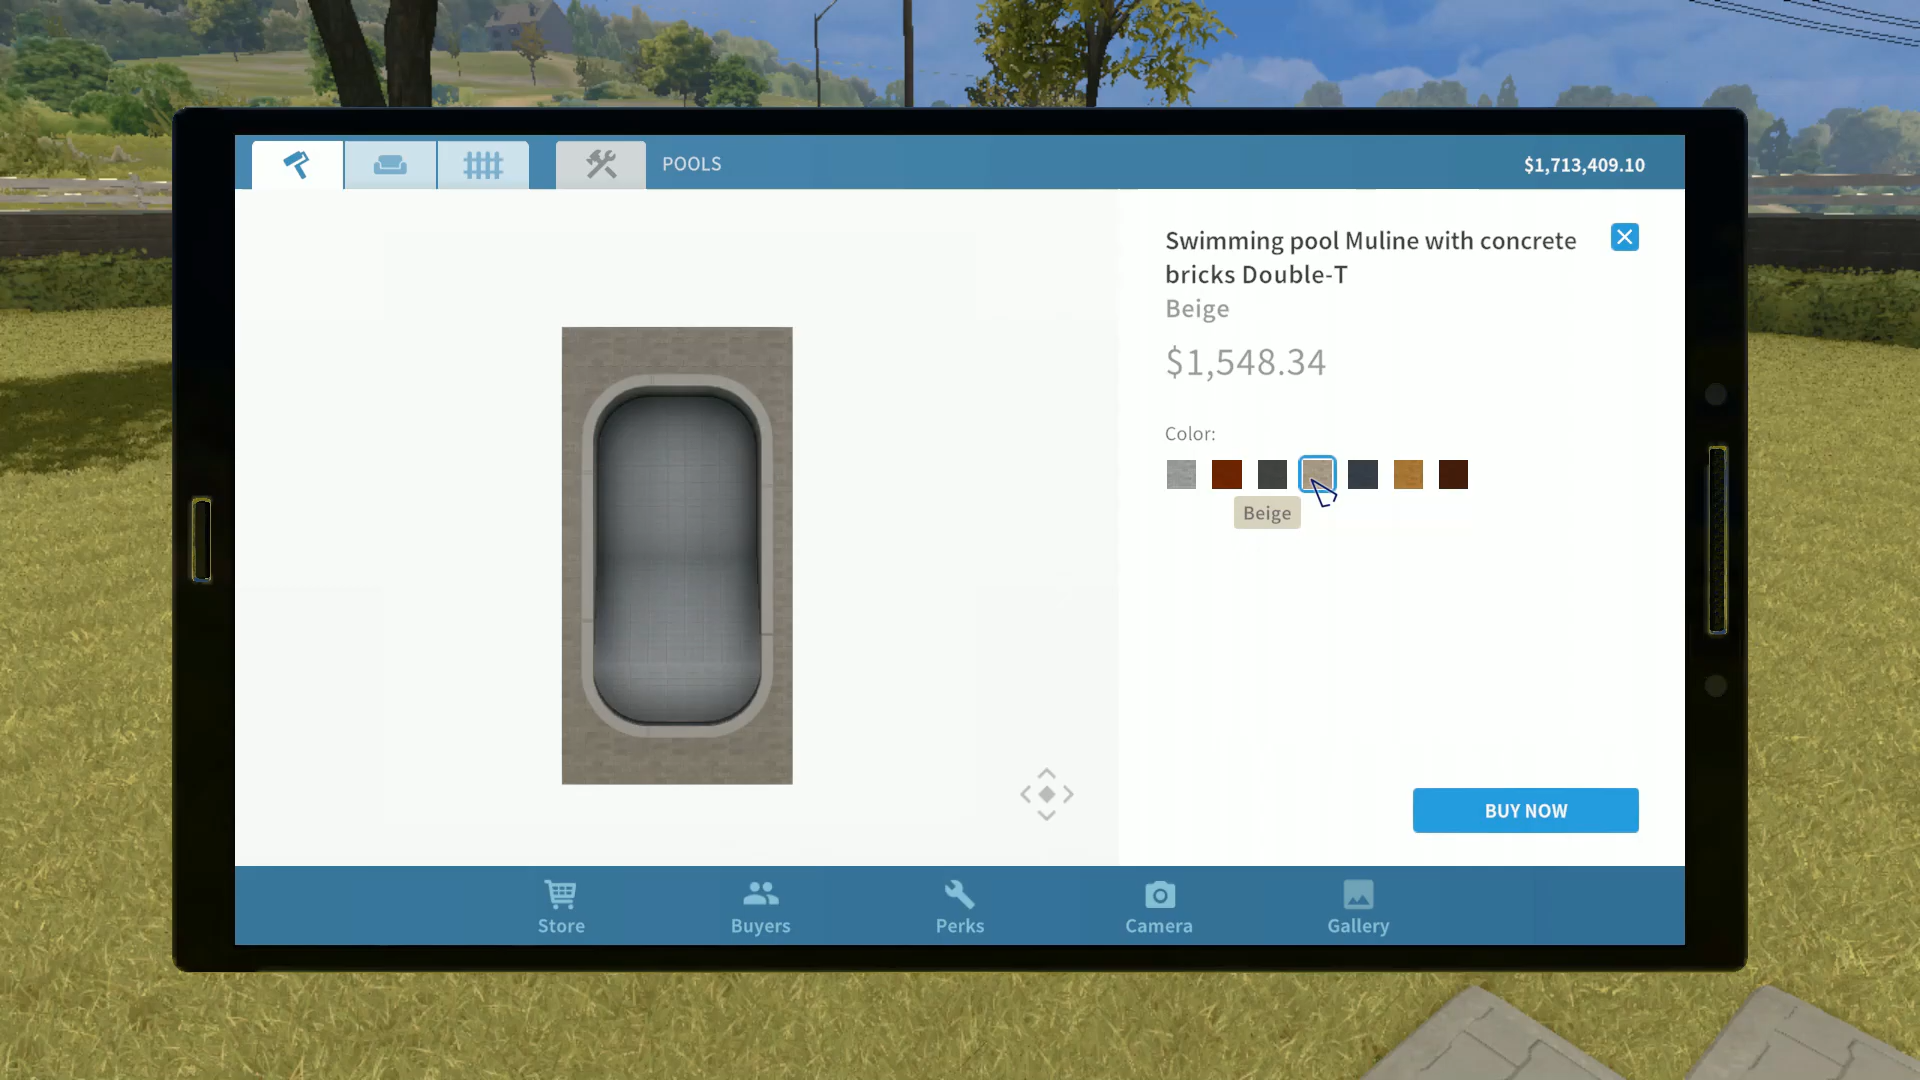 POOLS
$1,713,409.10
Swimming pool Muline with concrete
bricks Double-T
Beige
$1,548.34
Color:
Beige
BUY NOW
Store
Buyers
Perks
Camera
Gallery